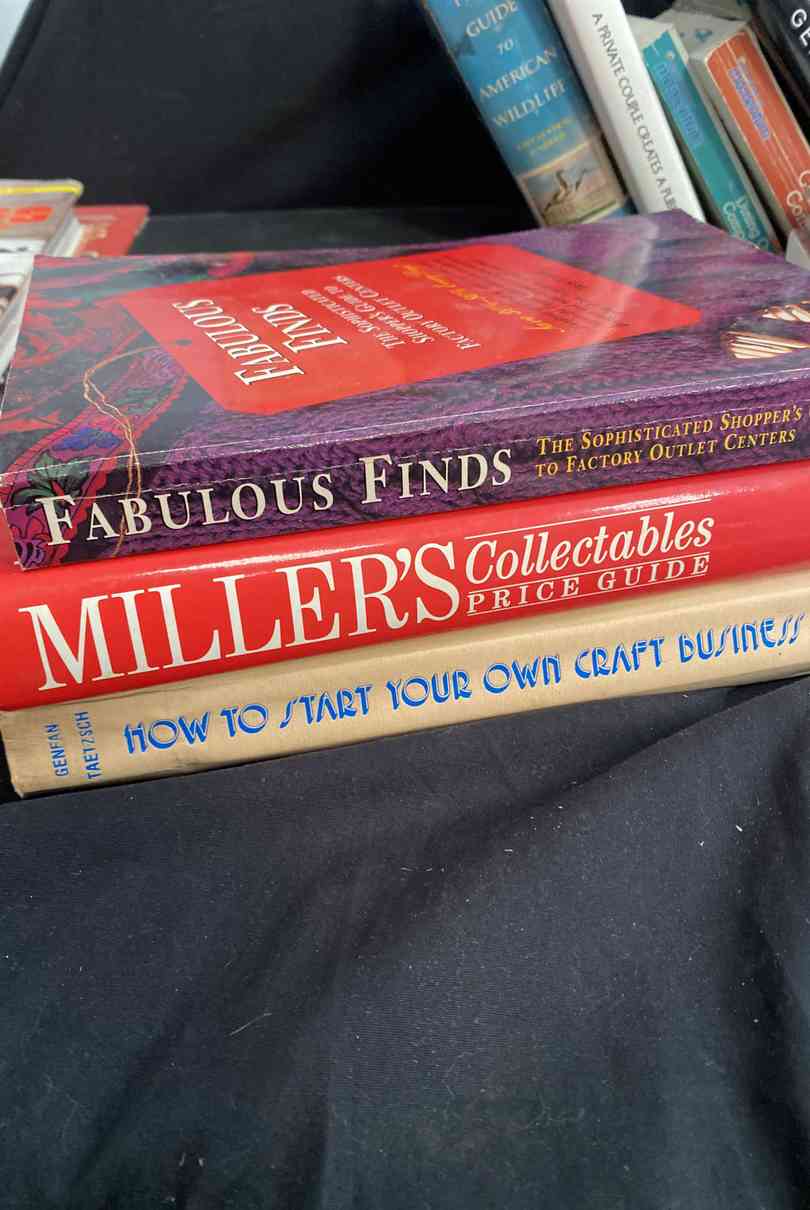 GUIDE
TO
AMERICAN
WILDLIFE
A PRIVATE COUPLE CREATES A
FABULOUS
FINDS
THE SOPHISTICATED
SHOPPER'S GUIDE TO
FACTORY OUTLET CENTERS
FABULOUS FINDS
THE SOPHISTICATED SHOPPER'S
TO FACTORY OUTLET CENTERS
MILLER'S
Collectables
PRICE GUIDE
GENFAN
TAETZSCH
HOW TO START YOUR OWN CRAFT BUSINESS